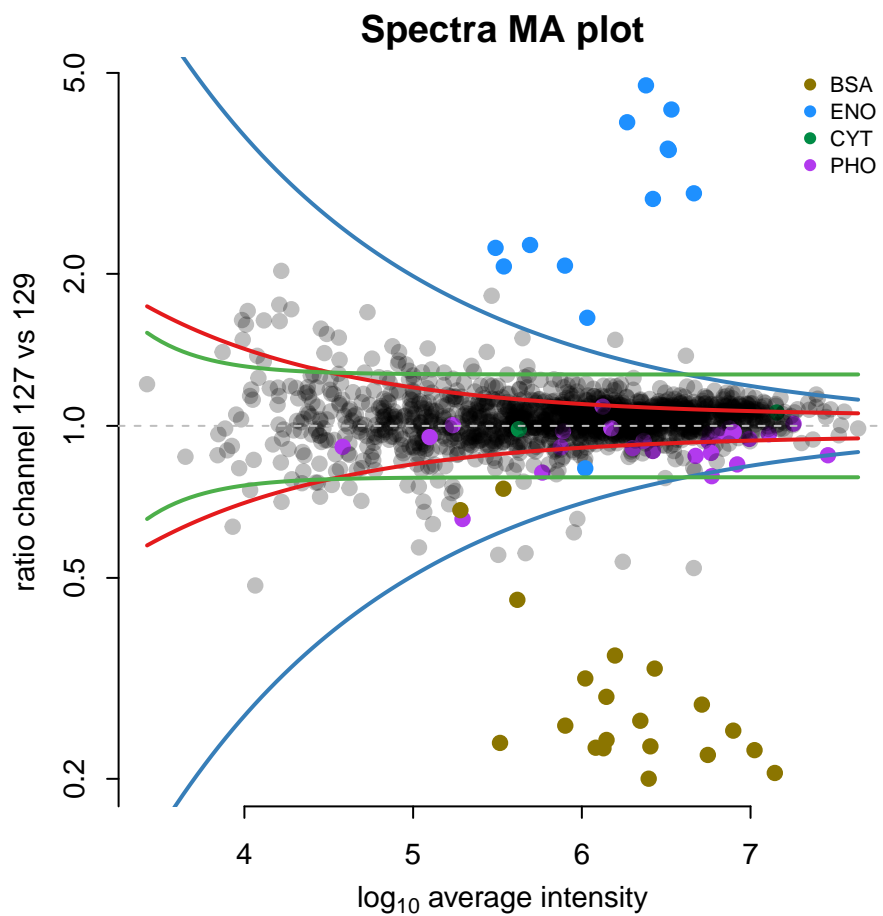 Spectra MA plot
BSA
ENO
CYT
PHO
ratio channel 127 vs 129
5.0
2.0
1.0
0.5
0.2
4 5 6 7
log₁₀ average intensity